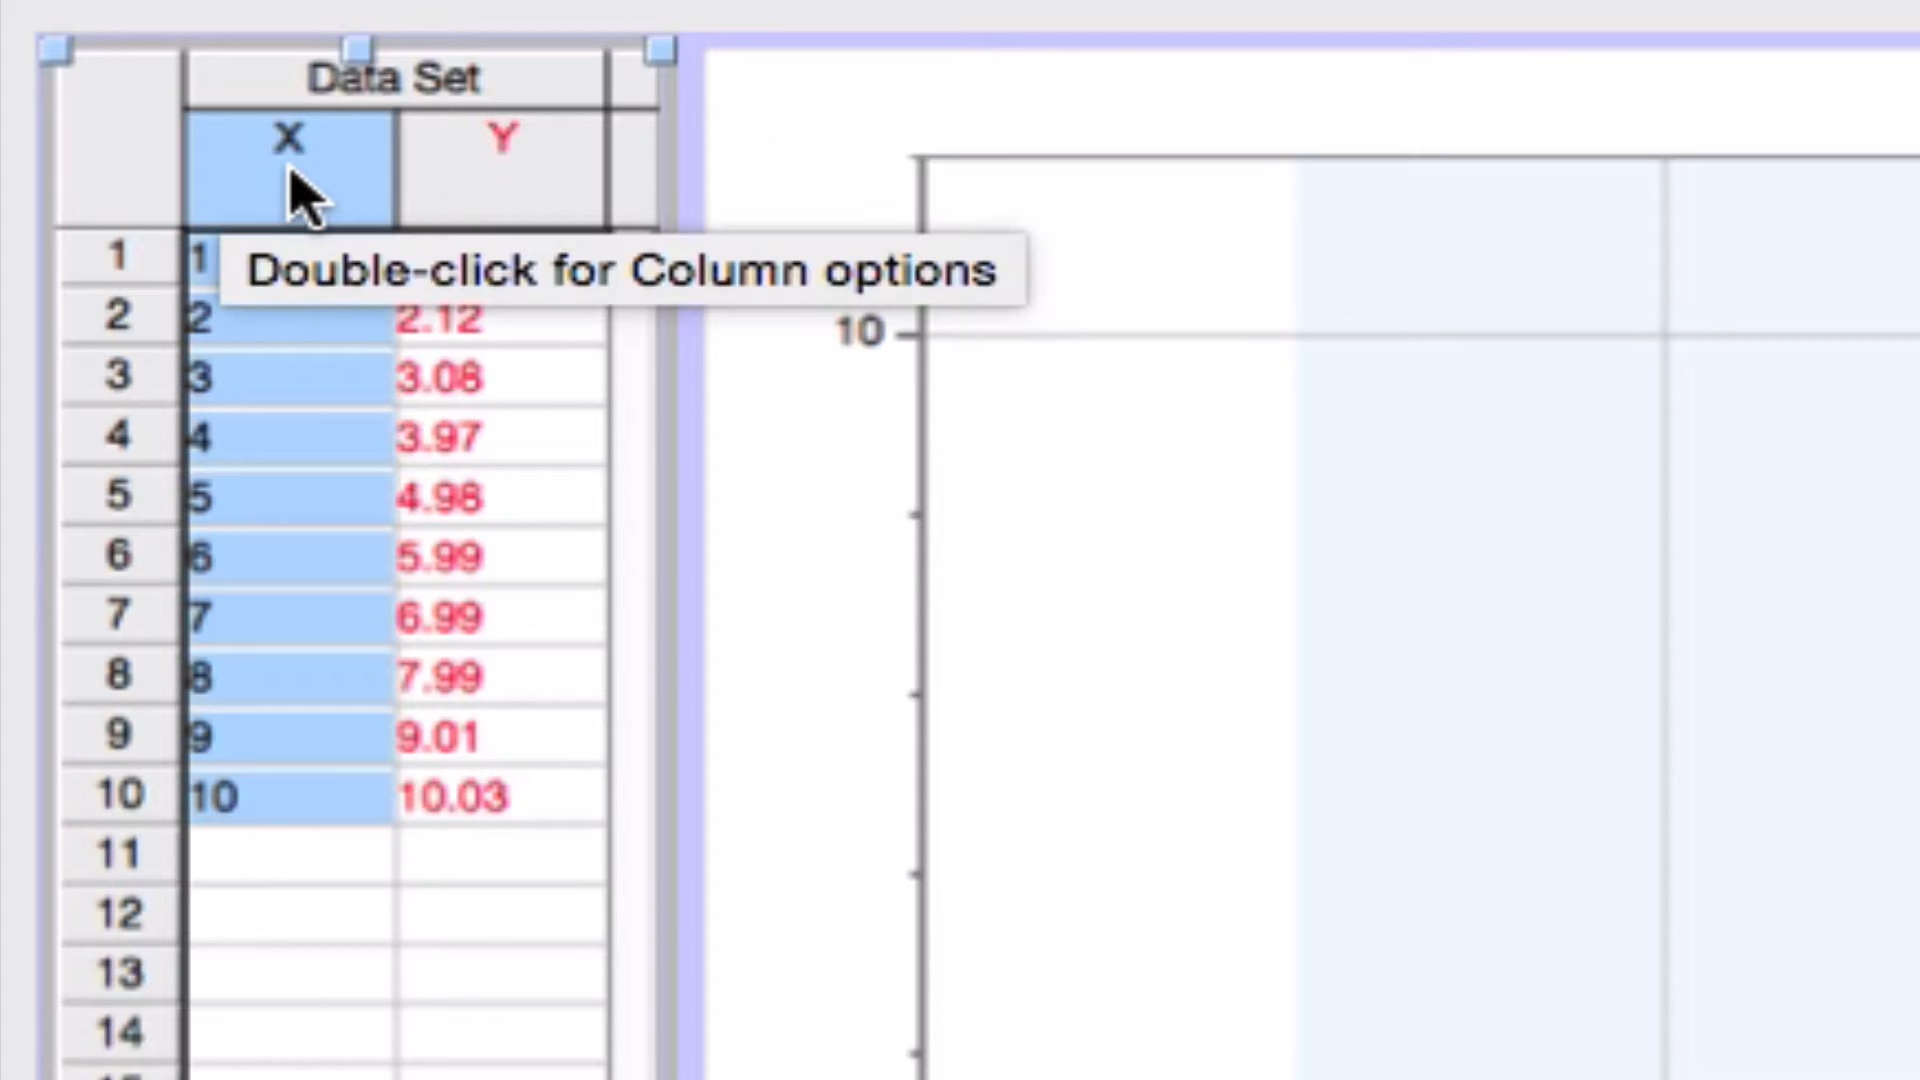 Data Set
X Y
1 1
Double-click for Column options
2 2 2.12
10
3 3 3.08
4 4 3.97
5 5 4.98
6 6 5.99
7 7 6.99
8 8 7.99
9 9 9.01
10 10 10.03
11
12
13
14